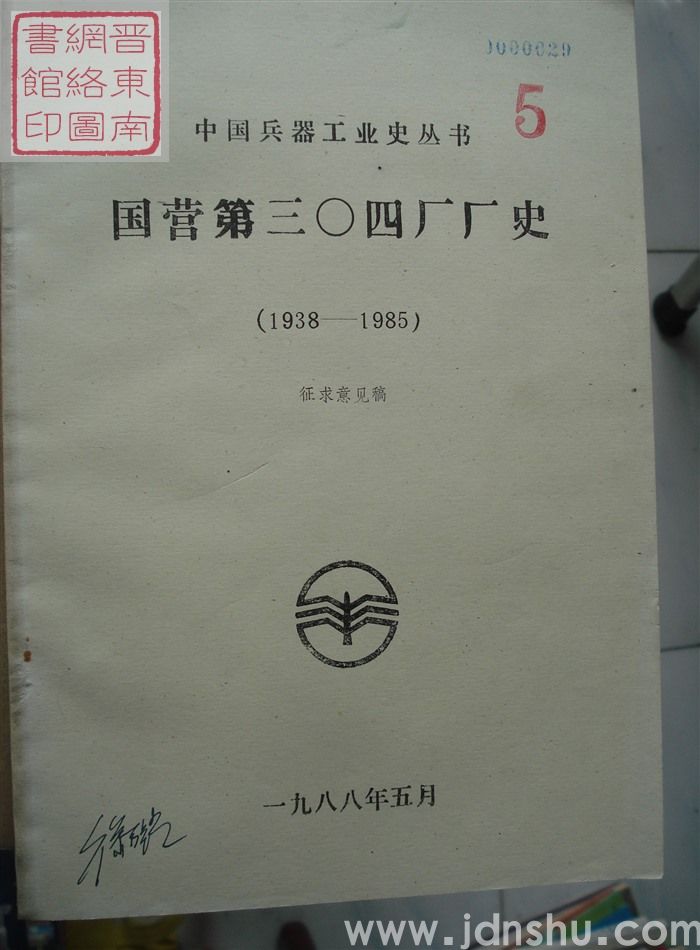 晋東南
網絡圖
書館印
0000029
5
中国兵器工业史丛书
国营第三〇四厂厂史
(1938——1985)
征求意见稿
一九八八年五月
www.jdnshu.com